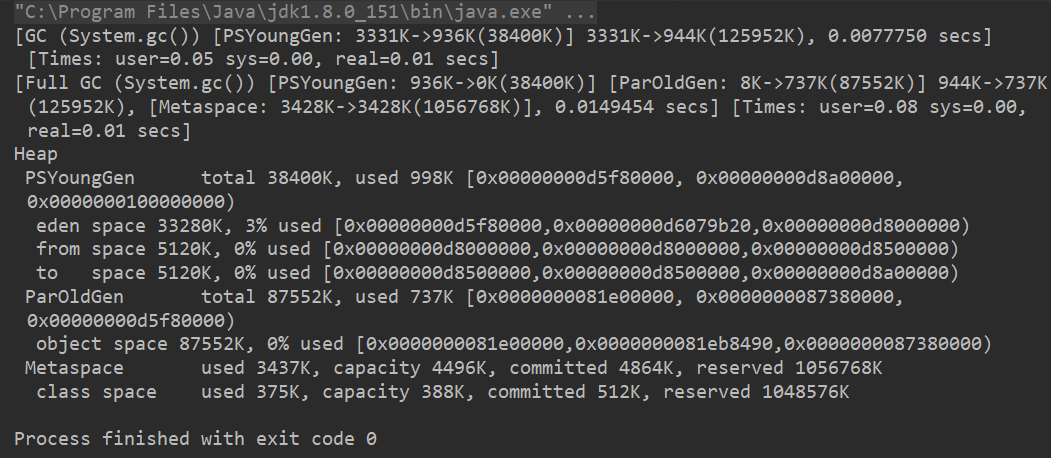 "C:\Program Files\Java\jdk1.8.0_151\bin\java.exe" ...
[GC (System.gc()) [PSYoungGen: 3331K->936K(38400K)] 3331K->944K(125952K), 0.0077750 secs]
[Times: user=0.05 sys=0.00, real=0.01 secs]
[Full GC (System.gc()) [PSYoungGen: 936K->0K(38400K)] [ParOldGen: 8K->737K(87552K)] 944K->737K
(125952K), [Metaspace: 3428K->3428K(1056768K)], 0.0149454 secs] [Times: user=0.08 sys=0.00,
real=0.01 secs]
Heap
PSYoungGen      total 38400K, used 998K [0x00000000d5f80000, 0x00000000d8a00000,
0x0000000100000000)
eden space 33280K, 3% used [0x00000000d5f80000,0x00000000d6079b20,0x00000000d8000000)
from space 5120K, 0% used [0x00000000d8000000,0x00000000d8000000,0x00000000d8500000)
to   space 5120K, 0% used [0x00000000d8500000,0x00000000d8500000,0x00000000d8a00000)
ParOldGen       total 87552K, used 737K [0x0000000081e00000, 0x0000000087380000,
0x00000000d5f80000)
object space 87552K, 0% used [0x0000000081e00000,0x0000000081eb8490,0x0000000087380000)
Metaspace       used 3437K, capacity 4496K, committed 4864K, reserved 1056768K
class space    used 375K, capacity 388K, committed 512K, reserved 1048576K
Process finished with exit code 0